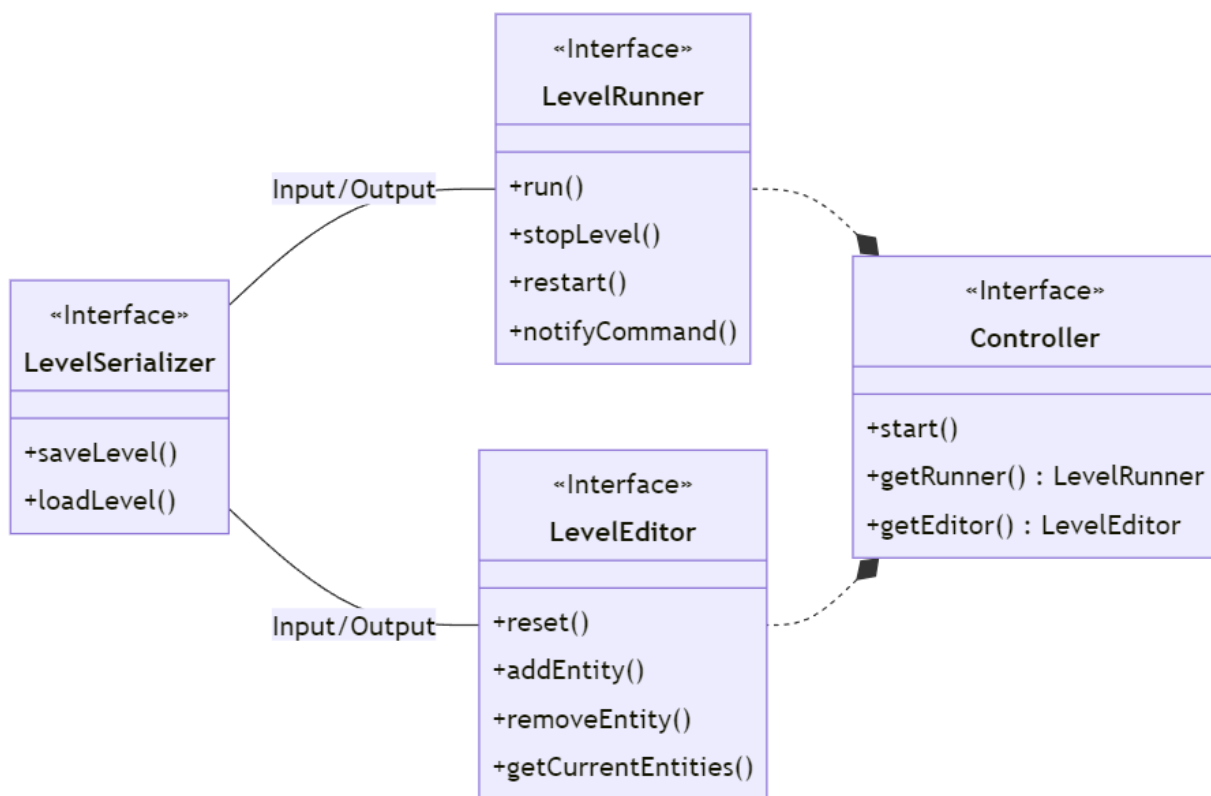 «Interface»
LevelRunner
+run()
+stopLevel()
+restart()
+notifyCommand()
Input/Output
«Interface»
LevelSerializer
+saveLevel()
+loadLevel()
«Interface»
Controller
+start()
+getRunner() : LevelRunner
+getEditor() : LevelEditor
«Interface»
LevelEditor
+reset()
+addEntity()
+removeEntity()
+getCurrentEntities()
Input/Output